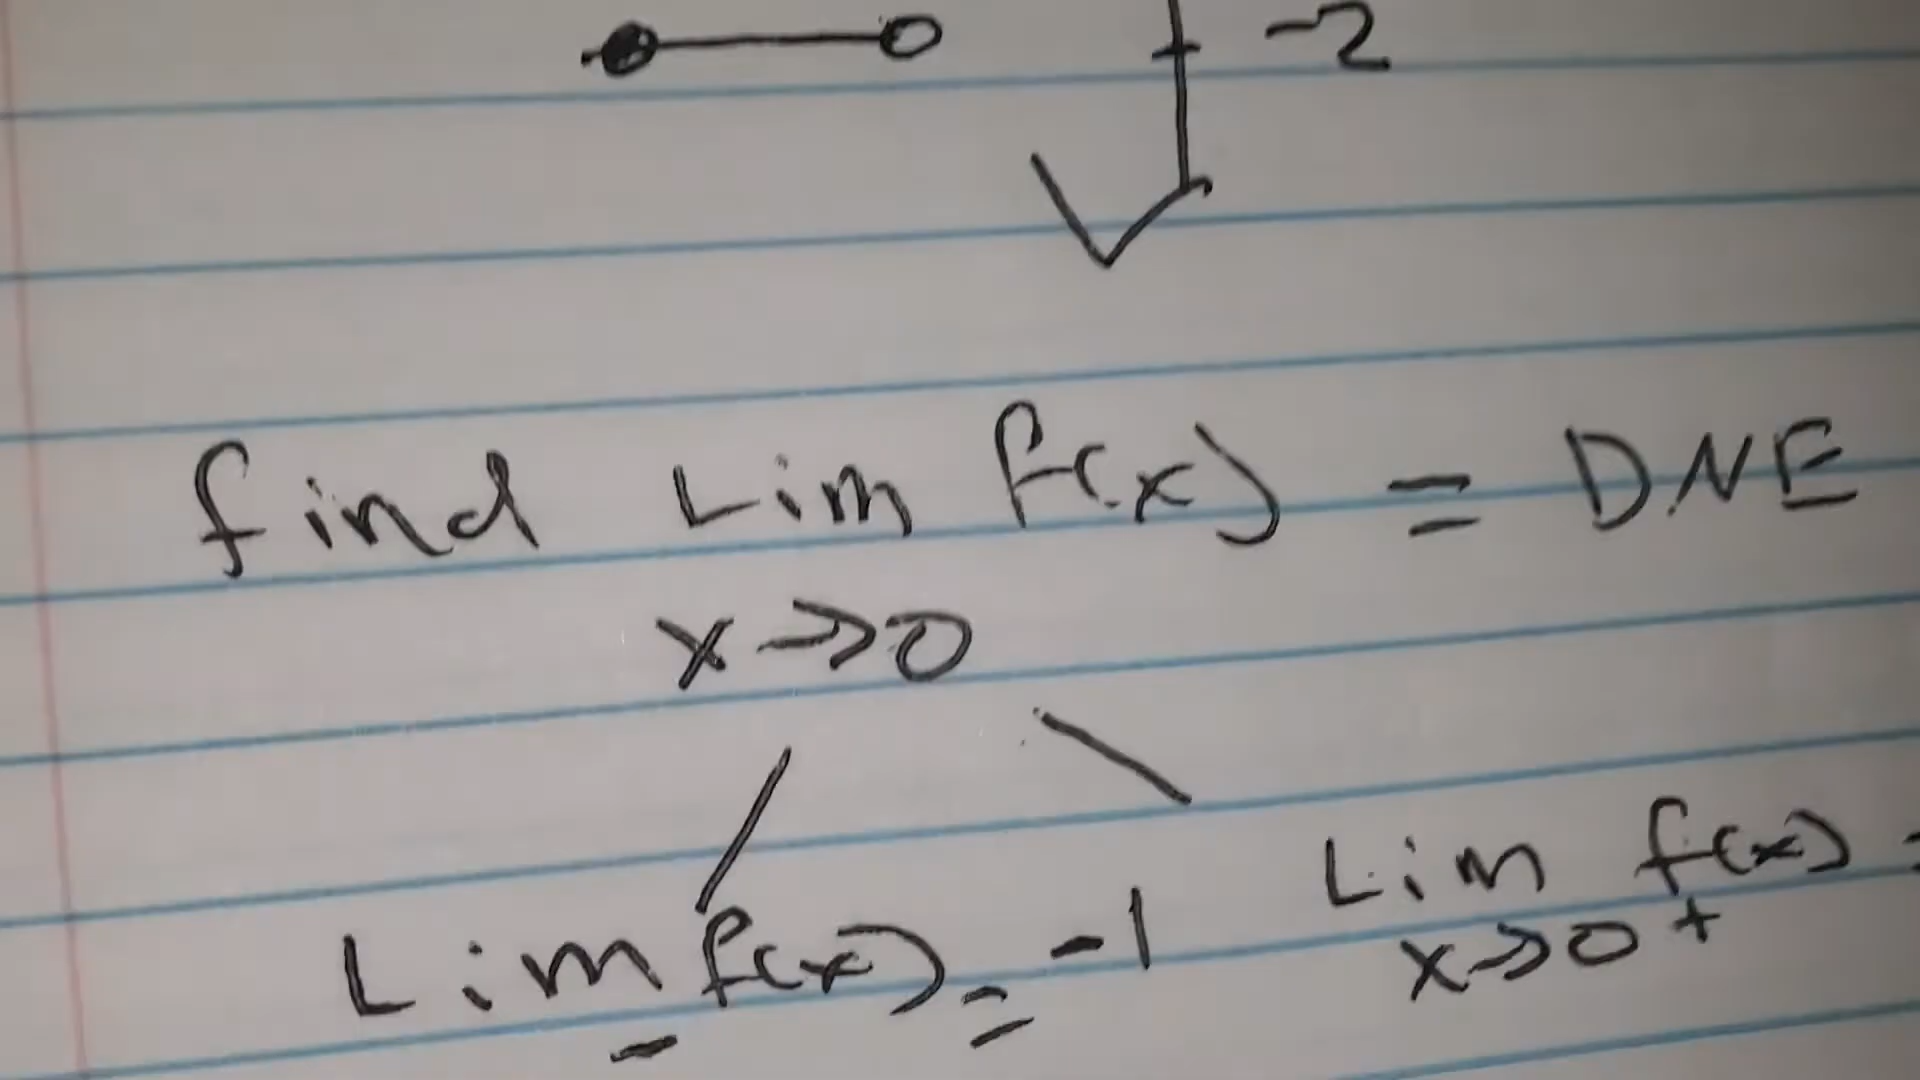 -2
find Lim f(x) = DNE
x→0
Lim f(x) = -1
Lim f(x) =
x→0+